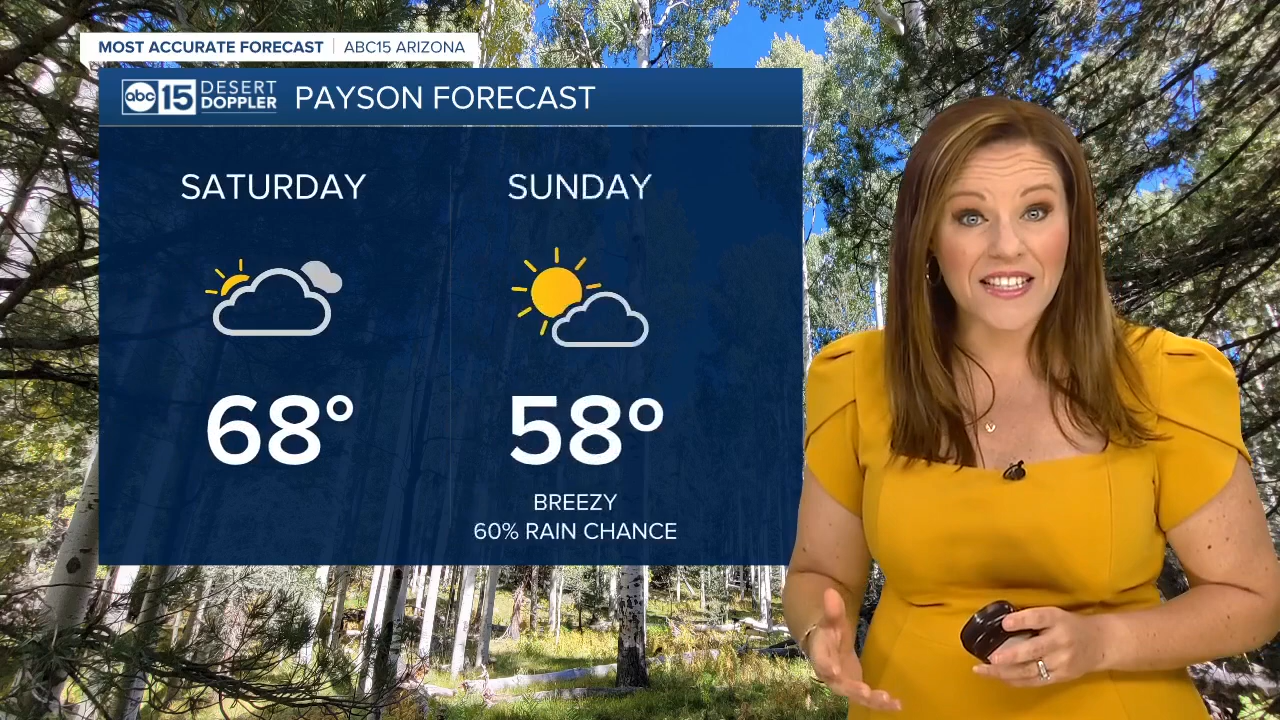 MOST ACCURATE FORECAST | ABC15 ARIZONA
abc 15 DESERT DOPPLER PAYSON FORECAST
SATURDAY SUNDAY
68° 58°
BREEZY
60% RAIN CHANCE